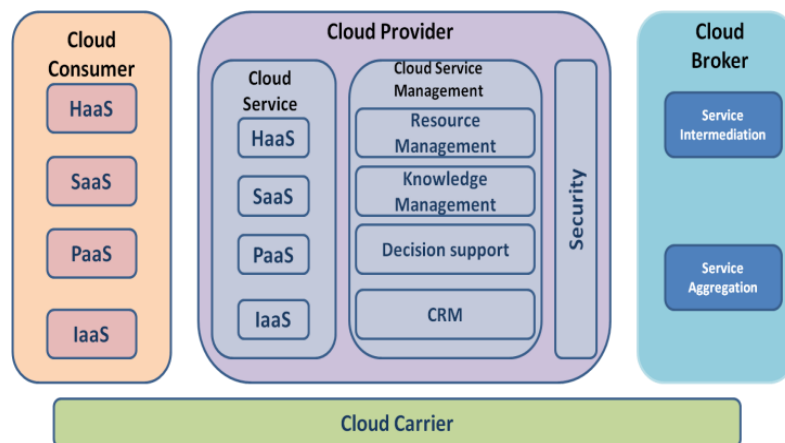 Cloud
Consumer
HaaS
SaaS
PaaS
IaaS
Cloud Provider
Cloud
Service
HaaS
SaaS
PaaS
IaaS
Cloud Service
Management
Resource
Management
Knowledge
Management
Decision support
CRM
Security
Cloud
Broker
Service
Intermediation
Service
Aggregation
Cloud Carrier